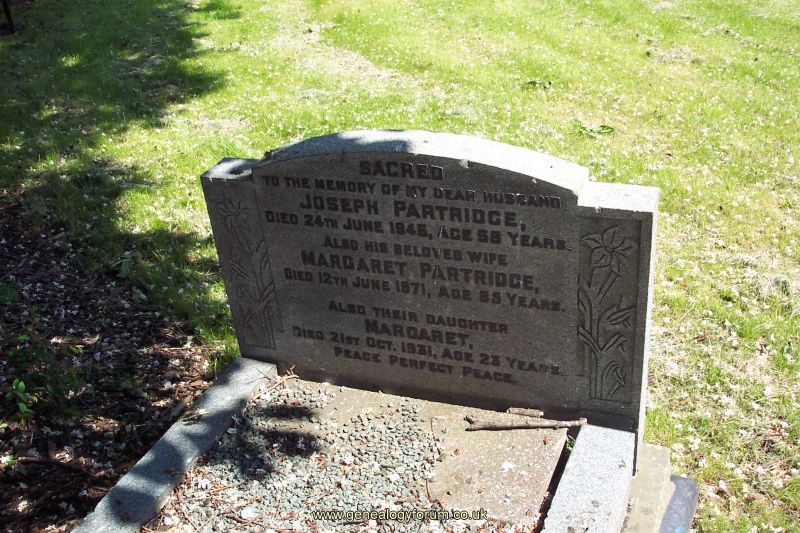 SACRED
TO THE MEMORY OF MY DEAR HUSBAND
JOSEPH PARTRIDGE,
DIED 24TH JUNE 1946, AGE 58 YEARS.
ALSO HIS BELOVED WIFE
MARGARET PARTRIDGE,
DIED 12TH JUNE 1971, AGE 83 YEARS.
ALSO THEIR DAUGHTER
MARGARET,
DIED 21ST OCT. 1931, AGE 23 YEARS.
PEACE PERFECT PEACE.
www.genealogyforum.co.uk